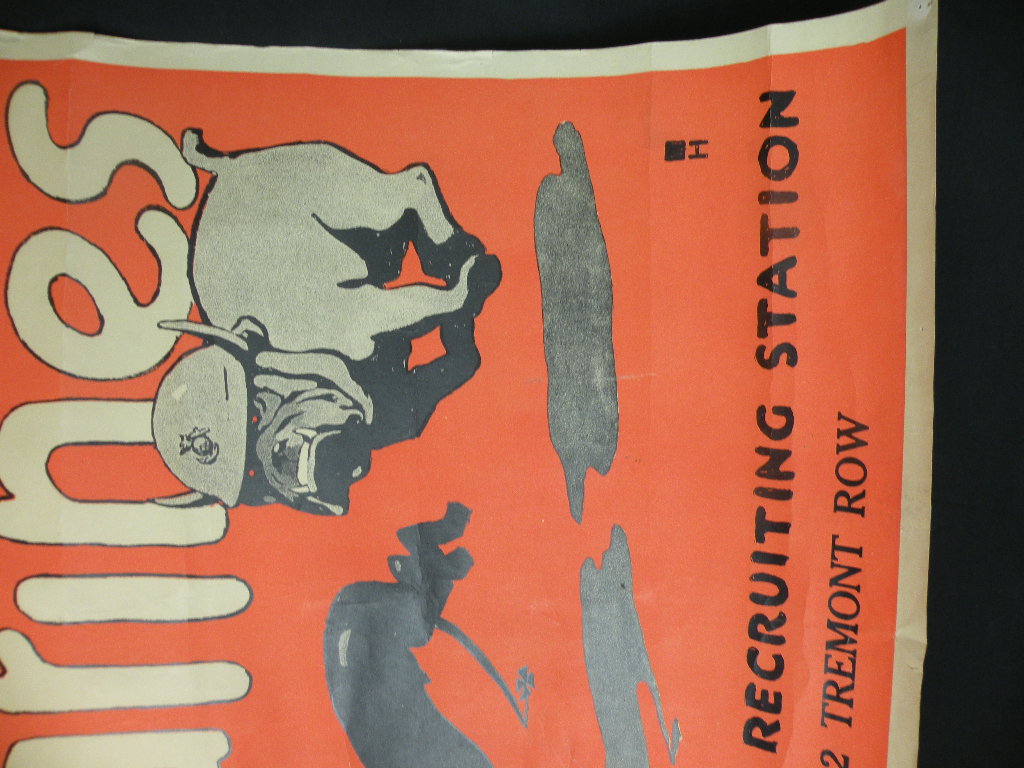 rines
H
RECRUITING STATION
2 TREMONT ROW